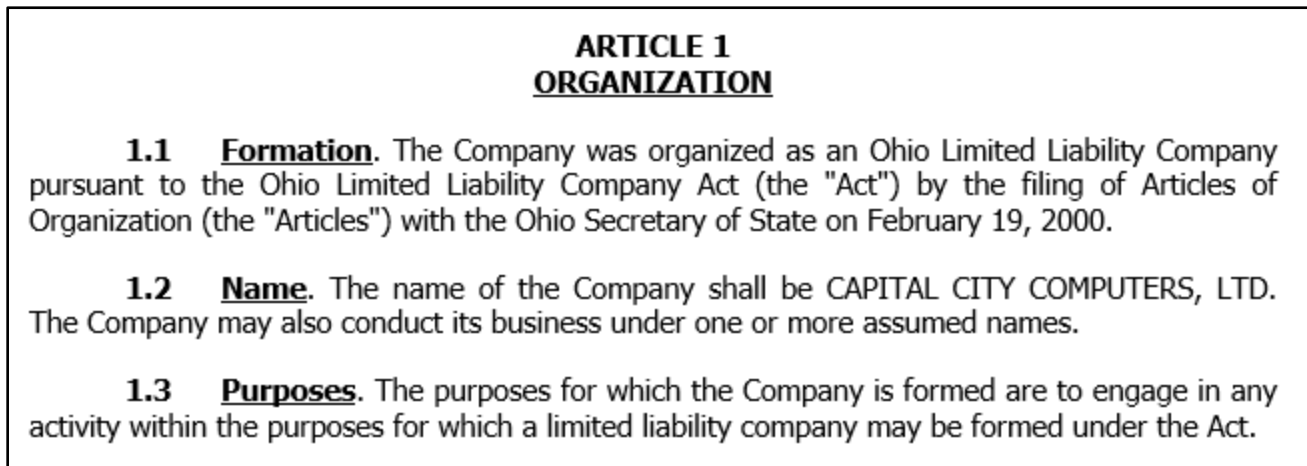 ARTICLE 1
ORGANIZATION
1.1 Formation. The Company was organized as an Ohio Limited Liability Company
pursuant to the Ohio Limited Liability Company Act (the "Act") by the filing of Articles of
Organization (the "Articles") with the Ohio Secretary of State on February 19, 2000.
1.2 Name. The name of the Company shall be CAPITAL CITY COMPUTERS, LTD.
The Company may also conduct its business under one or more assumed names.
1.3 Purposes. The purposes for which the Company is formed are to engage in any
activity within the purposes for which a limited liability company may be formed under the Act.